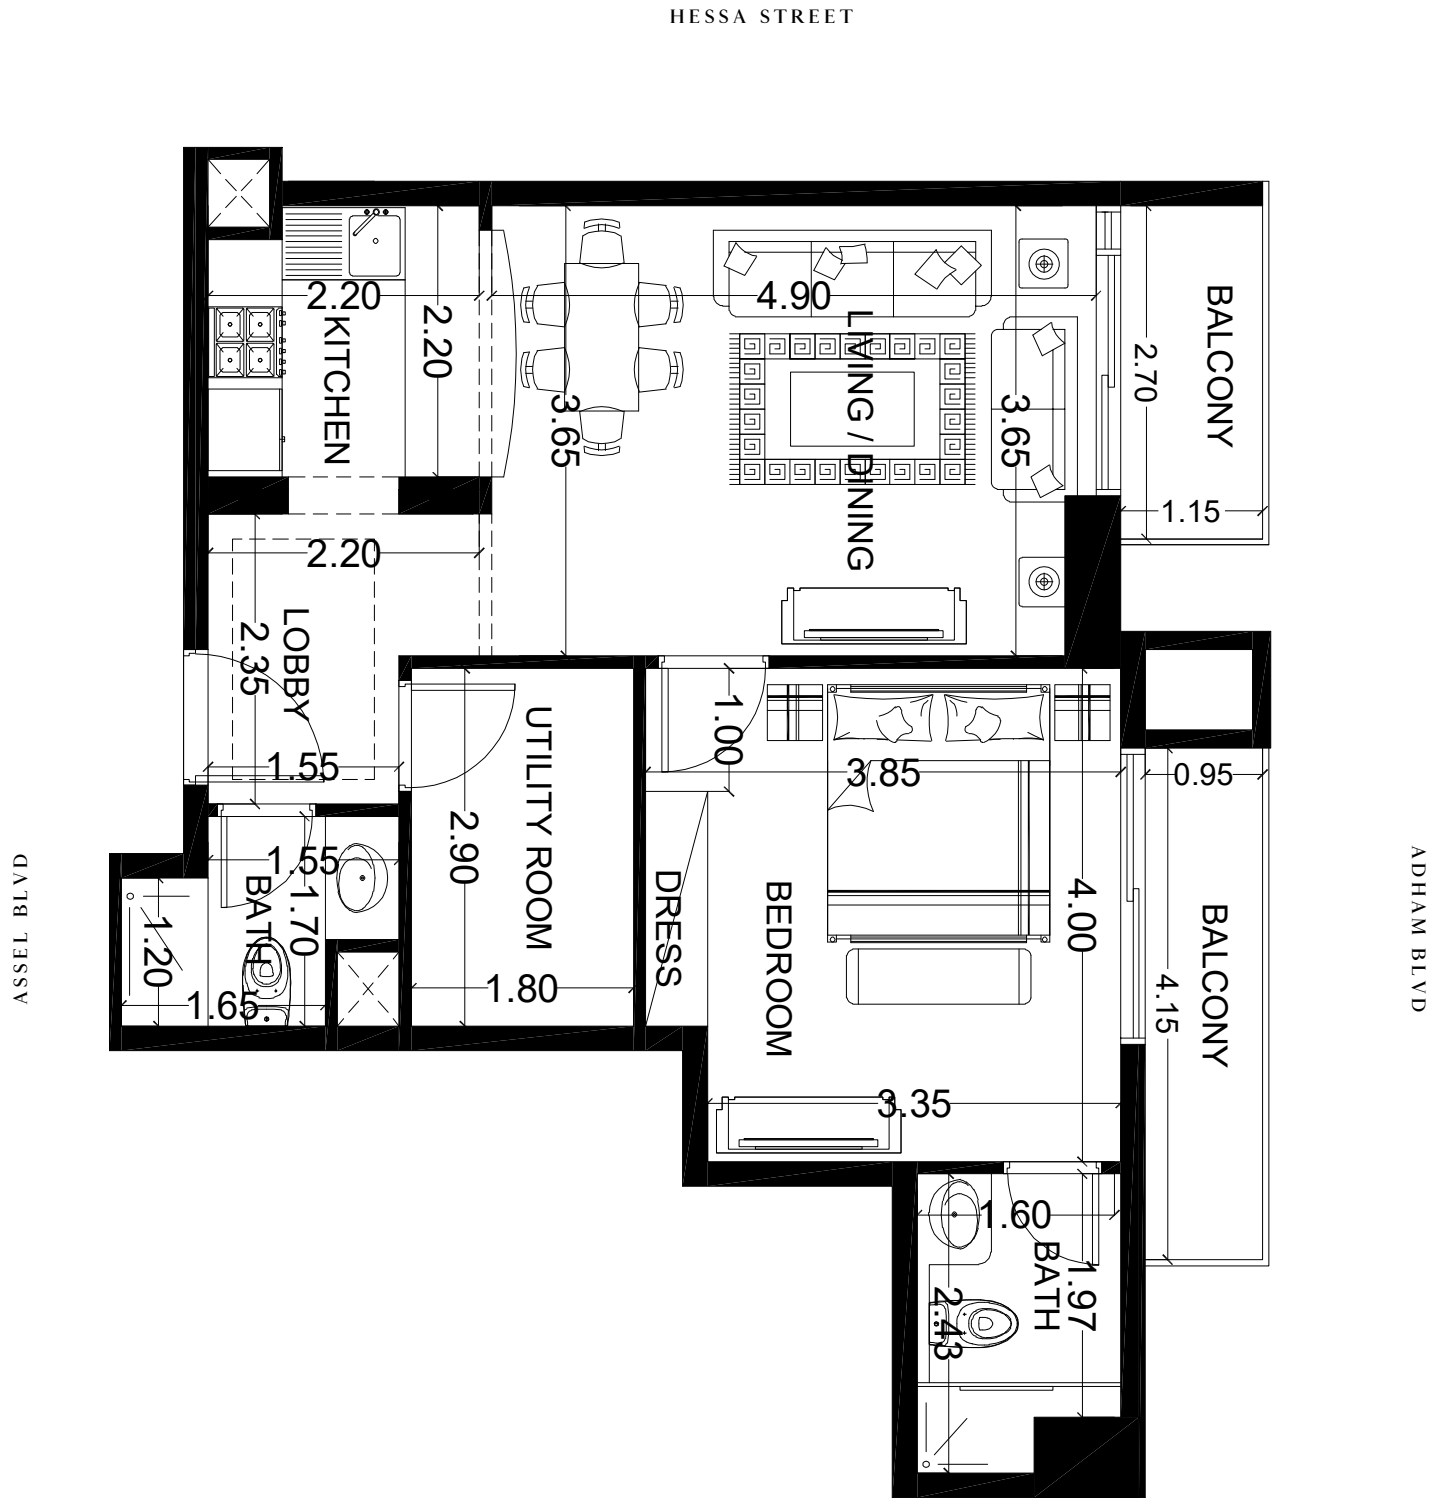 HESSA STREET
2.20
4.90
2.20
KITCHEN
LIVING / DINING
3.65
3.65
2.70
BALCONY
1.15
2.20
LOBBY
2.35
1.55
UTILITY ROOM
2.90
1.80
1.00
3.85
0.95
DRESS
BEDROOM
4.00
4.15
BALCONY
3.35
1.55
BATH
1.70
1.20
1.65
1.60
BATH
1.97
2.43
ASSEL BLVD
ADHAM BLVD